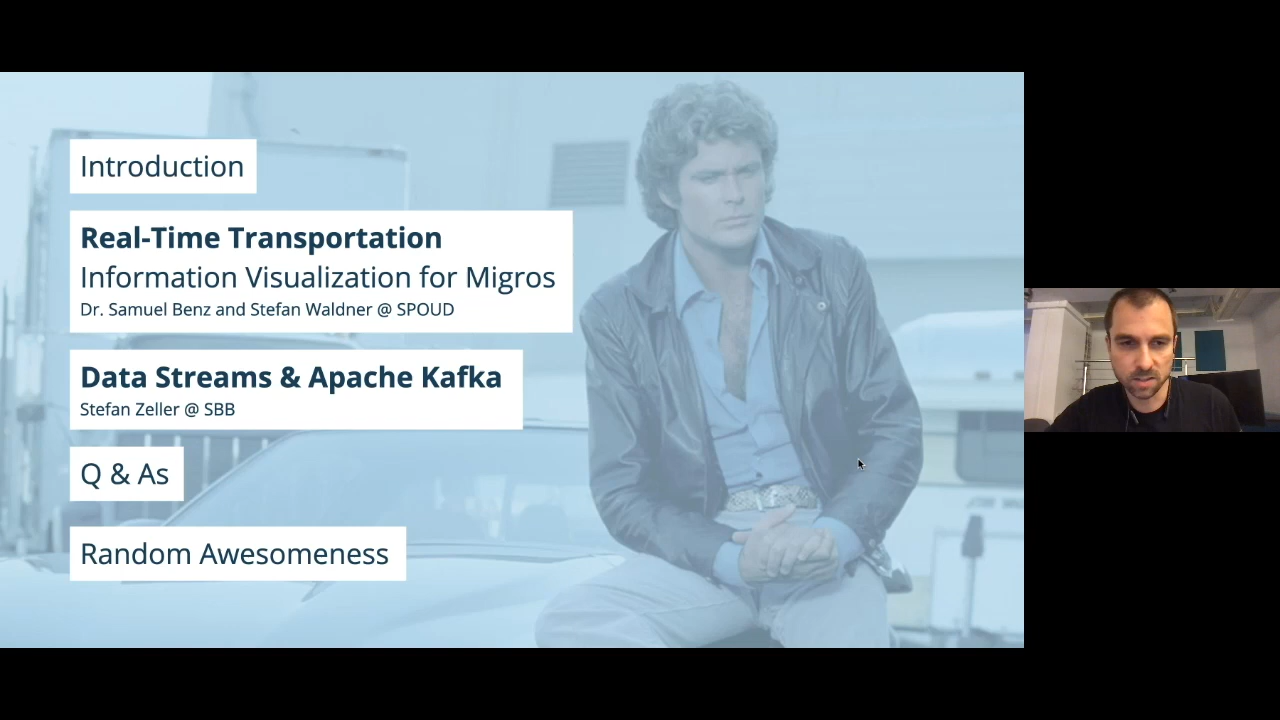 Introduction
Real-Time Transportation
Information Visualization for Migros
Dr. Samuel Benz and Stefan Waldner @ SPOUD
Data Streams & Apache Kafka
Stefan Zeller @ SBB
Q & As
Random Awesomeness